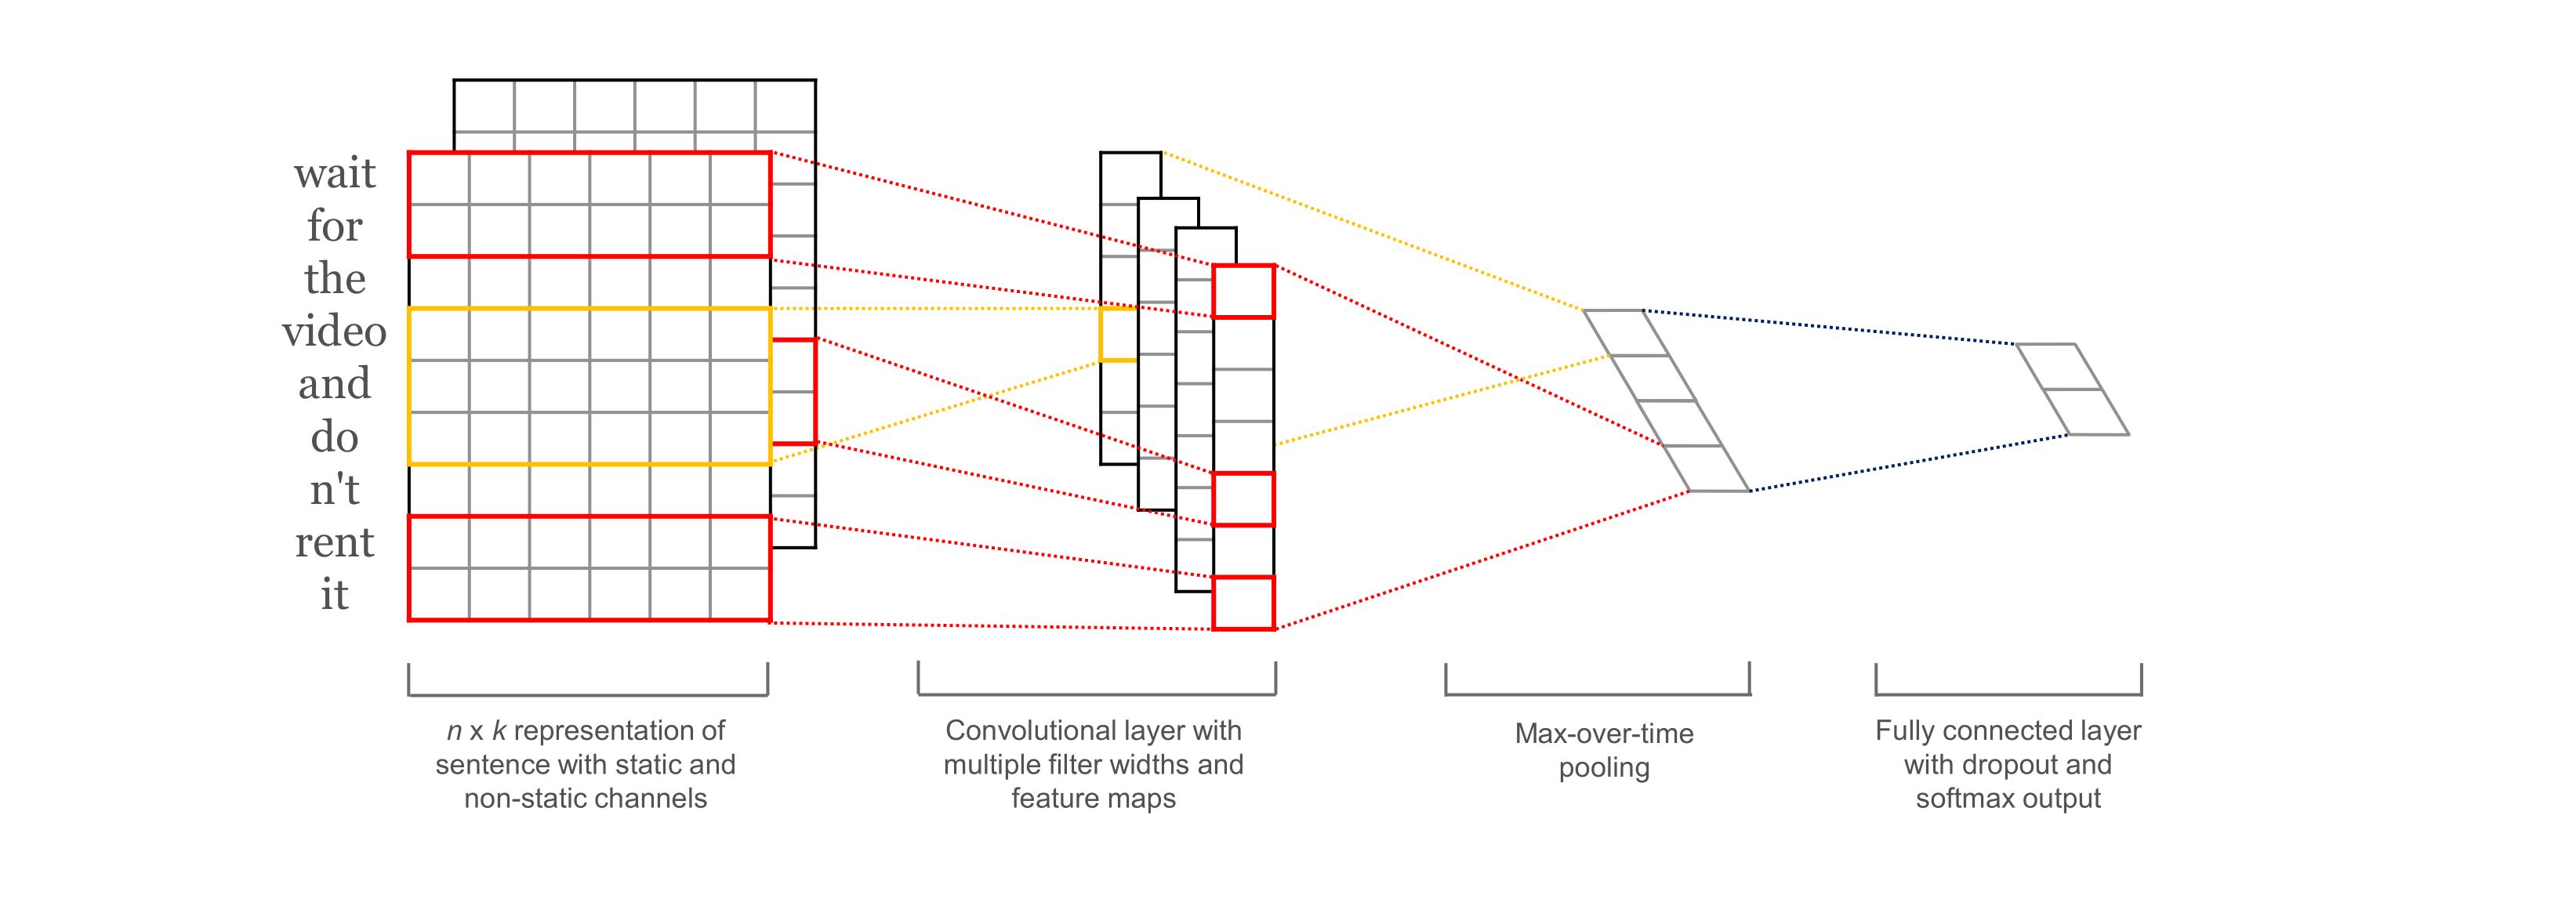 wait
for
the
video
and
do
n't
rent
it
n x k representation of
sentence with static and
non-static channels
Convolutional layer with
multiple filter widths and
feature maps
Max-over-time
pooling
Fully connected layer
with dropout and
softmax output